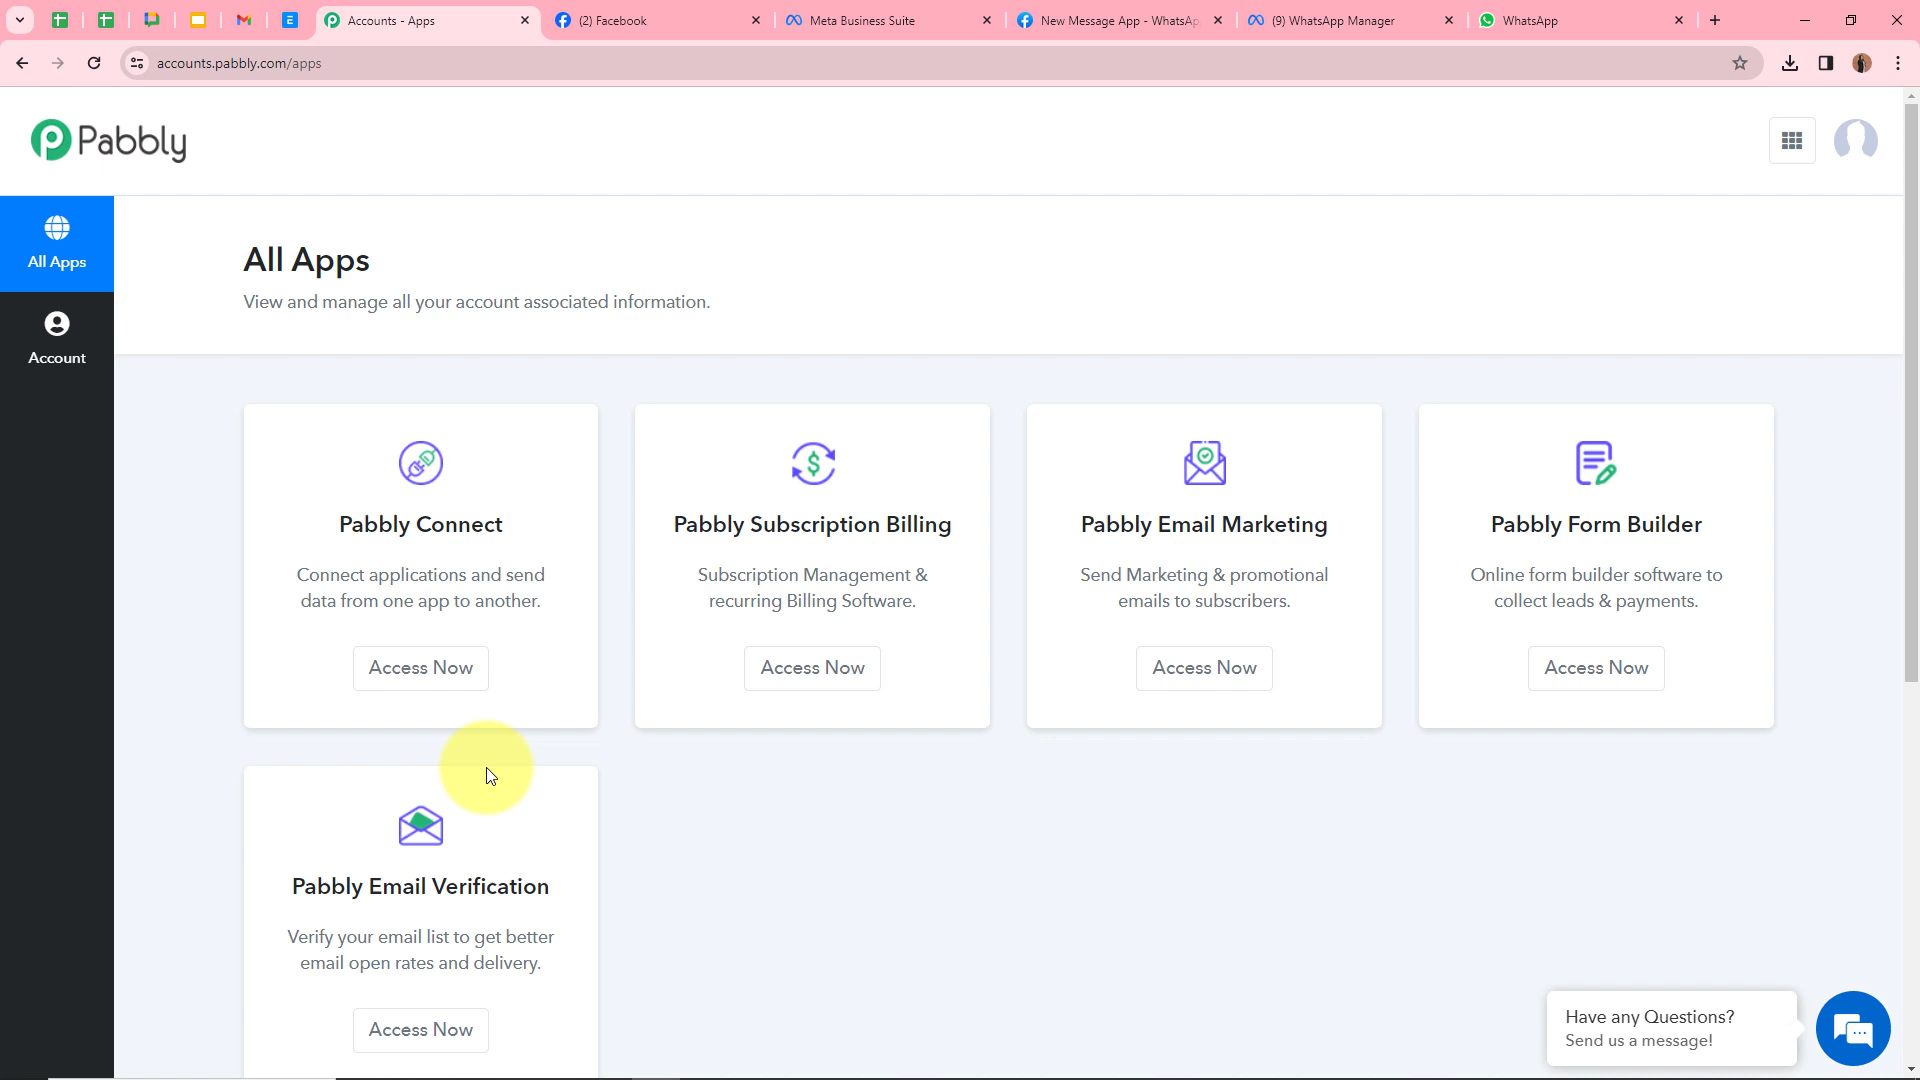 Accounts - Apps
(2) Facebook
Meta Business Suite
New Message App - WhatsAp
(9) WhatsApp Manager
WhatsApp
accounts.pabbly.com/apps
Pabbly
All Apps
Account
All Apps
View and manage all your account associated information.
Pabbly Connect
Connect applications and send
data from one app to another.
Access Now
Pabbly Subscription Billing
Subscription Management &
recurring Billing Software.
Access Now
Pabbly Email Marketing
Send Marketing & promotional
emails to subscribers.
Access Now
Pabbly Form Builder
Online form builder software to
collect leads & payments.
Access Now
Pabbly Email Verification
Verify your email list to get better
email open rates and delivery.
Access Now
Have any Questions?
Send us a message!